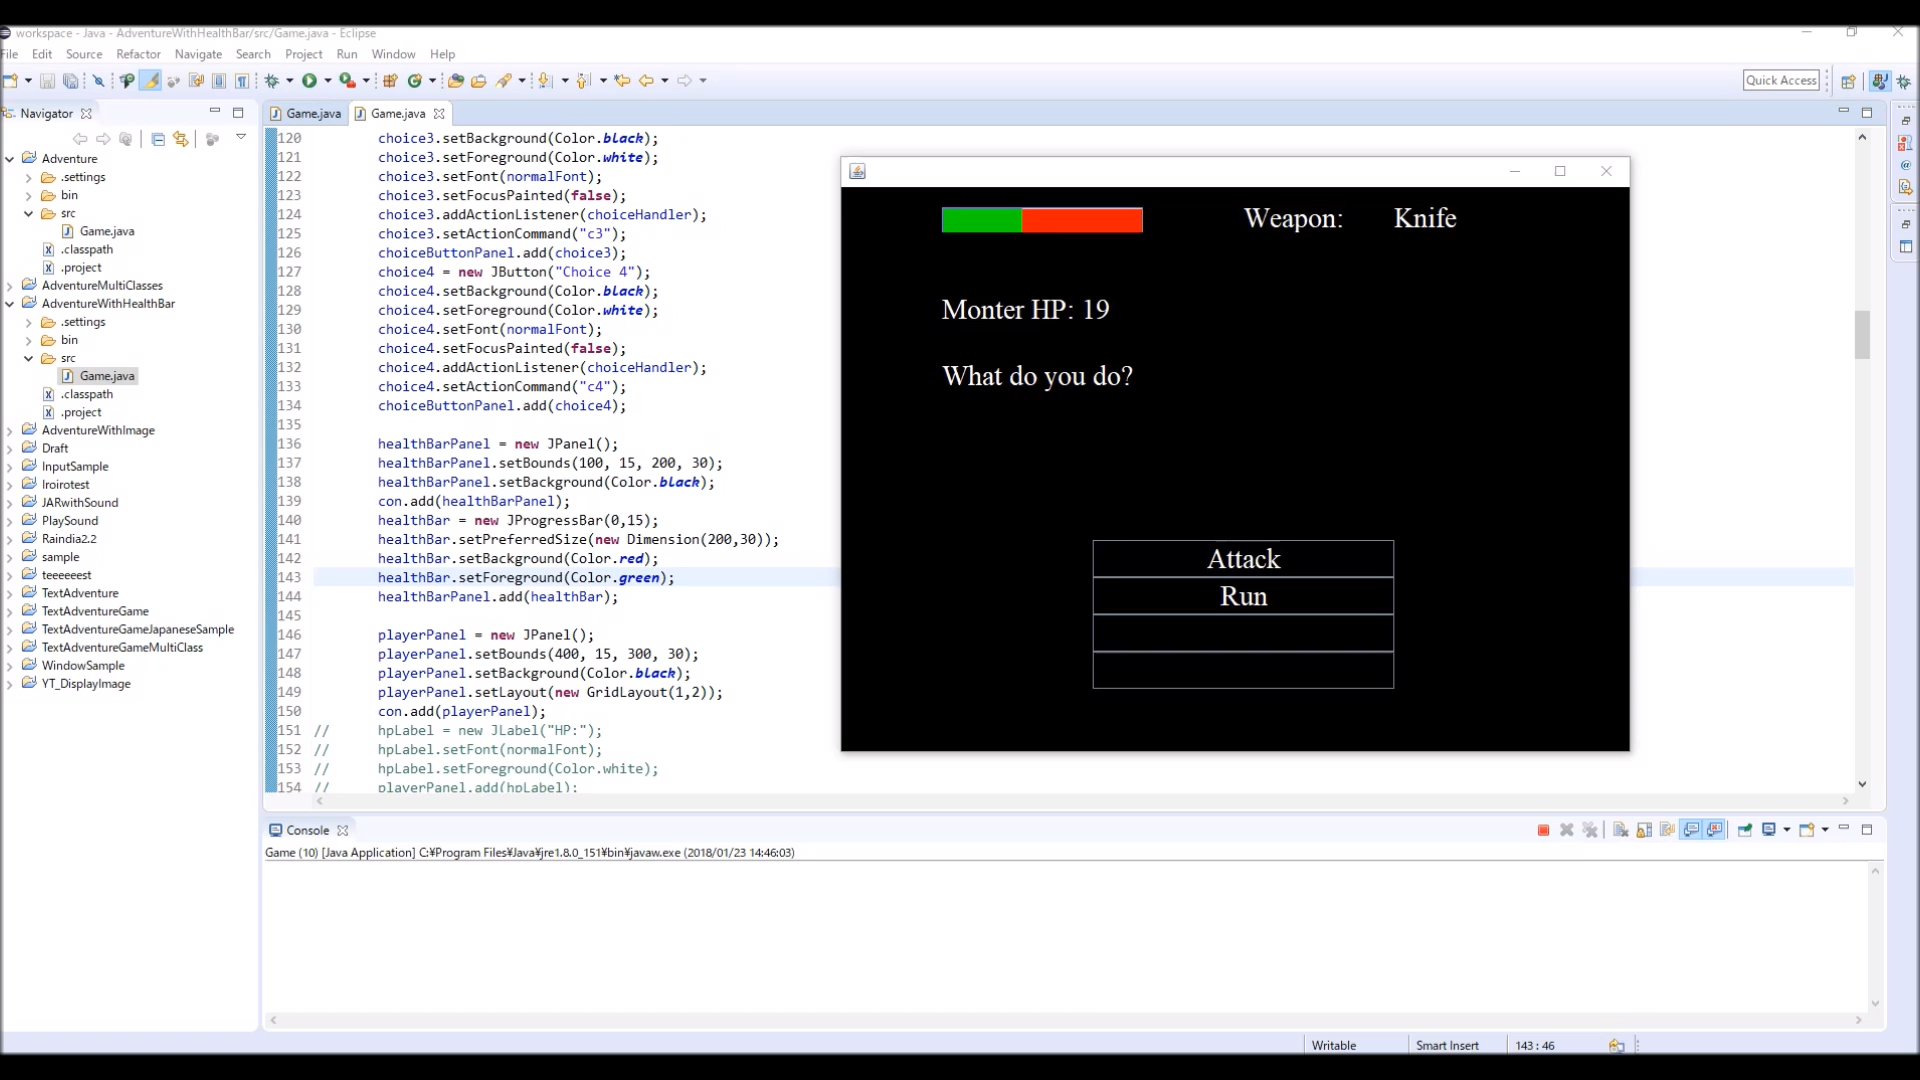 workspace - Java - AdventureWithHealthBar/src/Game.java - Eclipse
File Edit Source Refactor Navigate Search Project Run Window Help
Quick Access
Navigator
Adventure
.settings
bin
src
Game.java
.classpath
.project
AdventureMultiClasses
AdventureWithHealthBar
.settings
bin
src
Game.java
.classpath
.project
AdventureWithImage
Draft
InputSample
Iroirotest
JARwithSound
PlaySound
Raindia2.2
sample
teeeeeest
TextAdventure
TextAdventureGame
TextAdventureGameJapaneseSample
TextAdventureGameMultiClass
WindowSample
YT_DisplayImage
Game.java Game.java
120 choice3.setBackground(Color.black);
121 choice3.setForeground(Color.white);
122 choice3.setFont(normalFont);
123 choice3.setFocusPainted(false);
124 choice3.addActionListener(choiceHandler);
125 choice3.setActionCommand("c3");
126 choiceButtonPanel.add(choice3);
127 choice4 = new JButton("Choice 4");
128 choice4.setBackground(Color.black);
129 choice4.setForeground(Color.white);
130 choice4.setFont(normalFont);
131 choice4.setFocusPainted(false);
132 choice4.addActionListener(choiceHandler);
133 choice4.setActionCommand("c4");
134 choiceButtonPanel.add(choice4);
135
136 healthBarPanel = new JPanel();
137 healthBarPanel.setBounds(100, 15, 200, 30);
138 healthBarPanel.setBackground(Color.black);
139 con.add(healthBarPanel);
140 healthBar = new JProgressBar(0,15);
141 healthBar.setPreferredSize(new Dimension(200,30));
142 healthBar.setBackground(Color.red);
143 healthBar.setForeground(Color.green);
144 healthBarPanel.add(healthBar);
145
146 playerPanel = new JPanel();
147 playerPanel.setBounds(400, 15, 300, 30);
148 playerPanel.setBackground(Color.black);
149 playerPanel.setLayout(new GridLayout(1,2));
150 con.add(playerPanel);
151 // hpLabel = new JLabel("HP:");
152 // hpLabel.setFont(normalFont);
153 // hpLabel.setForeground(Color.white);
154 // playerPanel.add(hpLabel);
Weapon: Knife
Monter HP: 19
What do you do?
Attack
Run
Console
Game (10) [Java Application] C:¥Program Files¥Java¥jre1.8.0_151¥bin¥javaw.exe (2018/01/23 14:46:03)
Writable Smart Insert 143 : 46